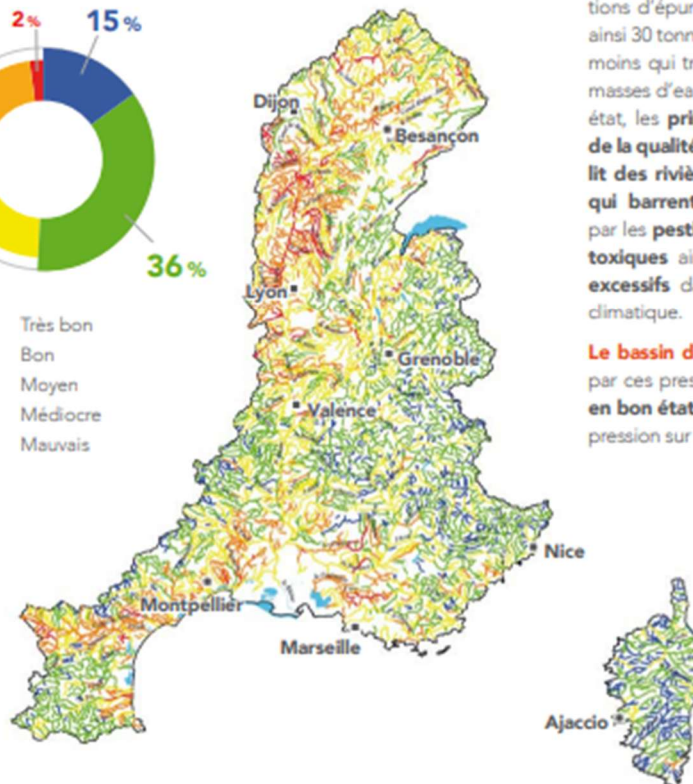 2%
15%
36%
Très bon
Bon
Moyen
Médiocre
Mauvais
Dijon
Besançon
Lyon
Grenoble
Valence
Nice
Montpellier
Marseille
Ajaccio
tions d'épur
ainsi 30 tonn
moins qui tr
masses d'ea
état, les pri
de la qualité
lit des riviè
qui barrent
par les pesti
toxiques ai
excessifs d
climatique.
Le bassin d
par ces pres
en bon état
pression sur